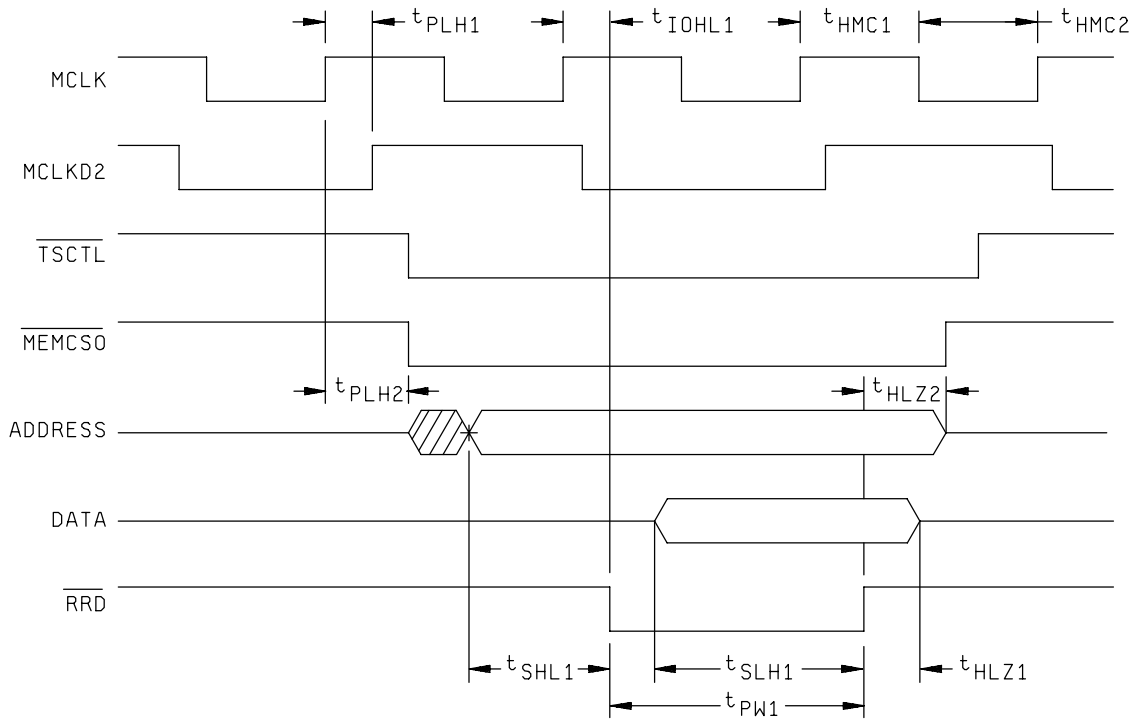 tPLH1 tIOHL1 tHMC1 tHMC2
MCLK
MCLKD2
TSCTL
MEMCSO
tPLH2 tHLZ2
ADDRESS
DATA
RRD
tSHL1 tSLH1 tHLZ1
tPW1